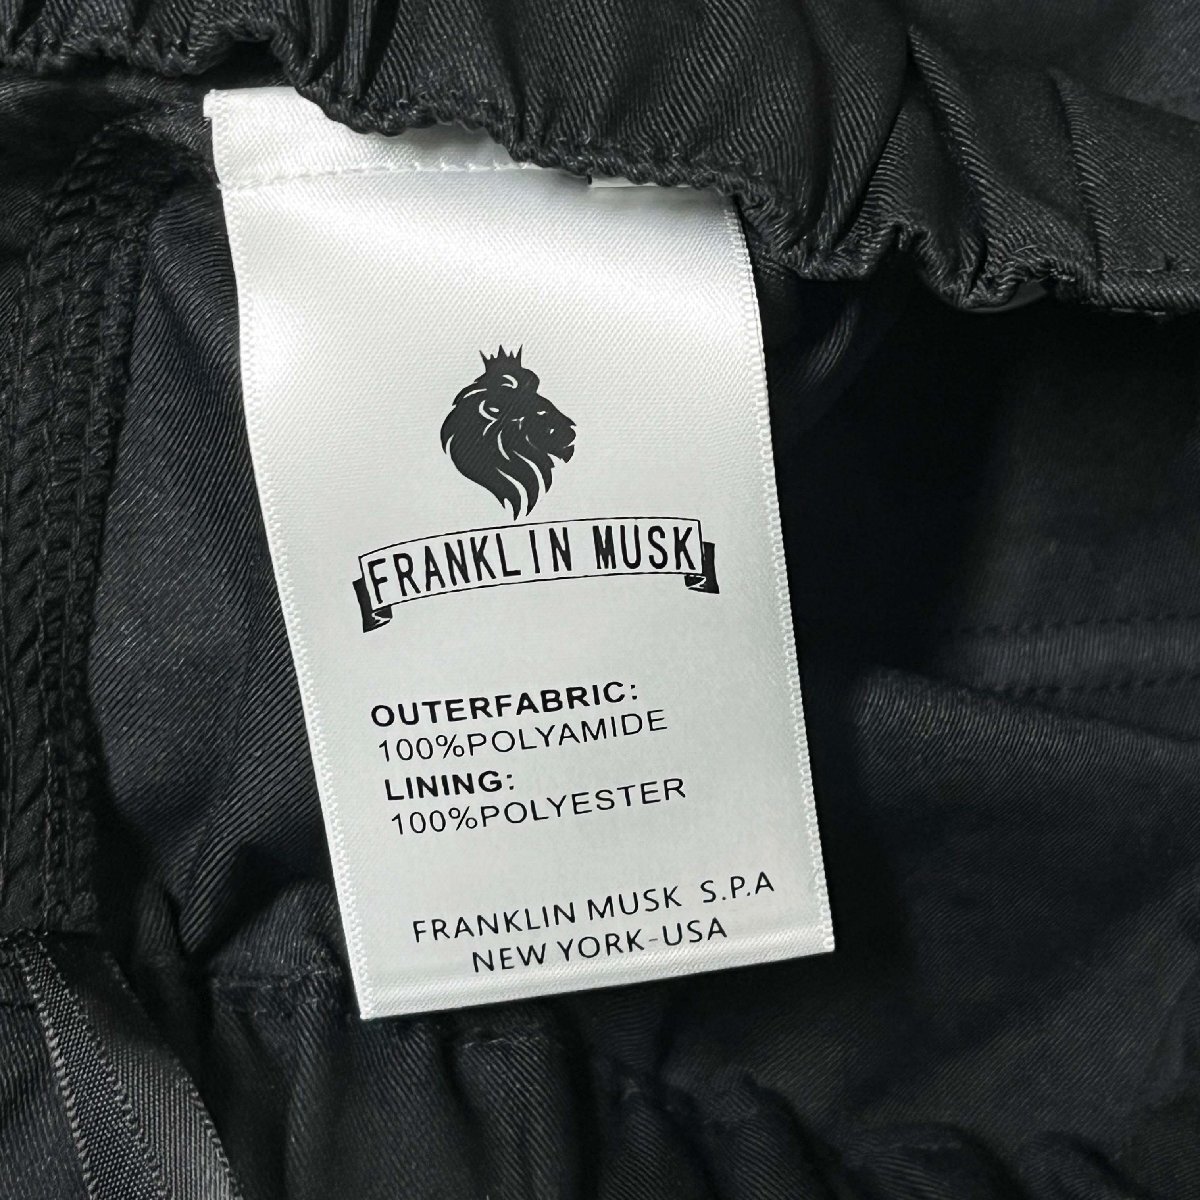 FRANKLIN MUSK
OUTERFABRIC:
100%POLYAMIDE
LINING:
100%POLYESTER
FRANKLIN MUSK S.P.A
NEW YORK-USA